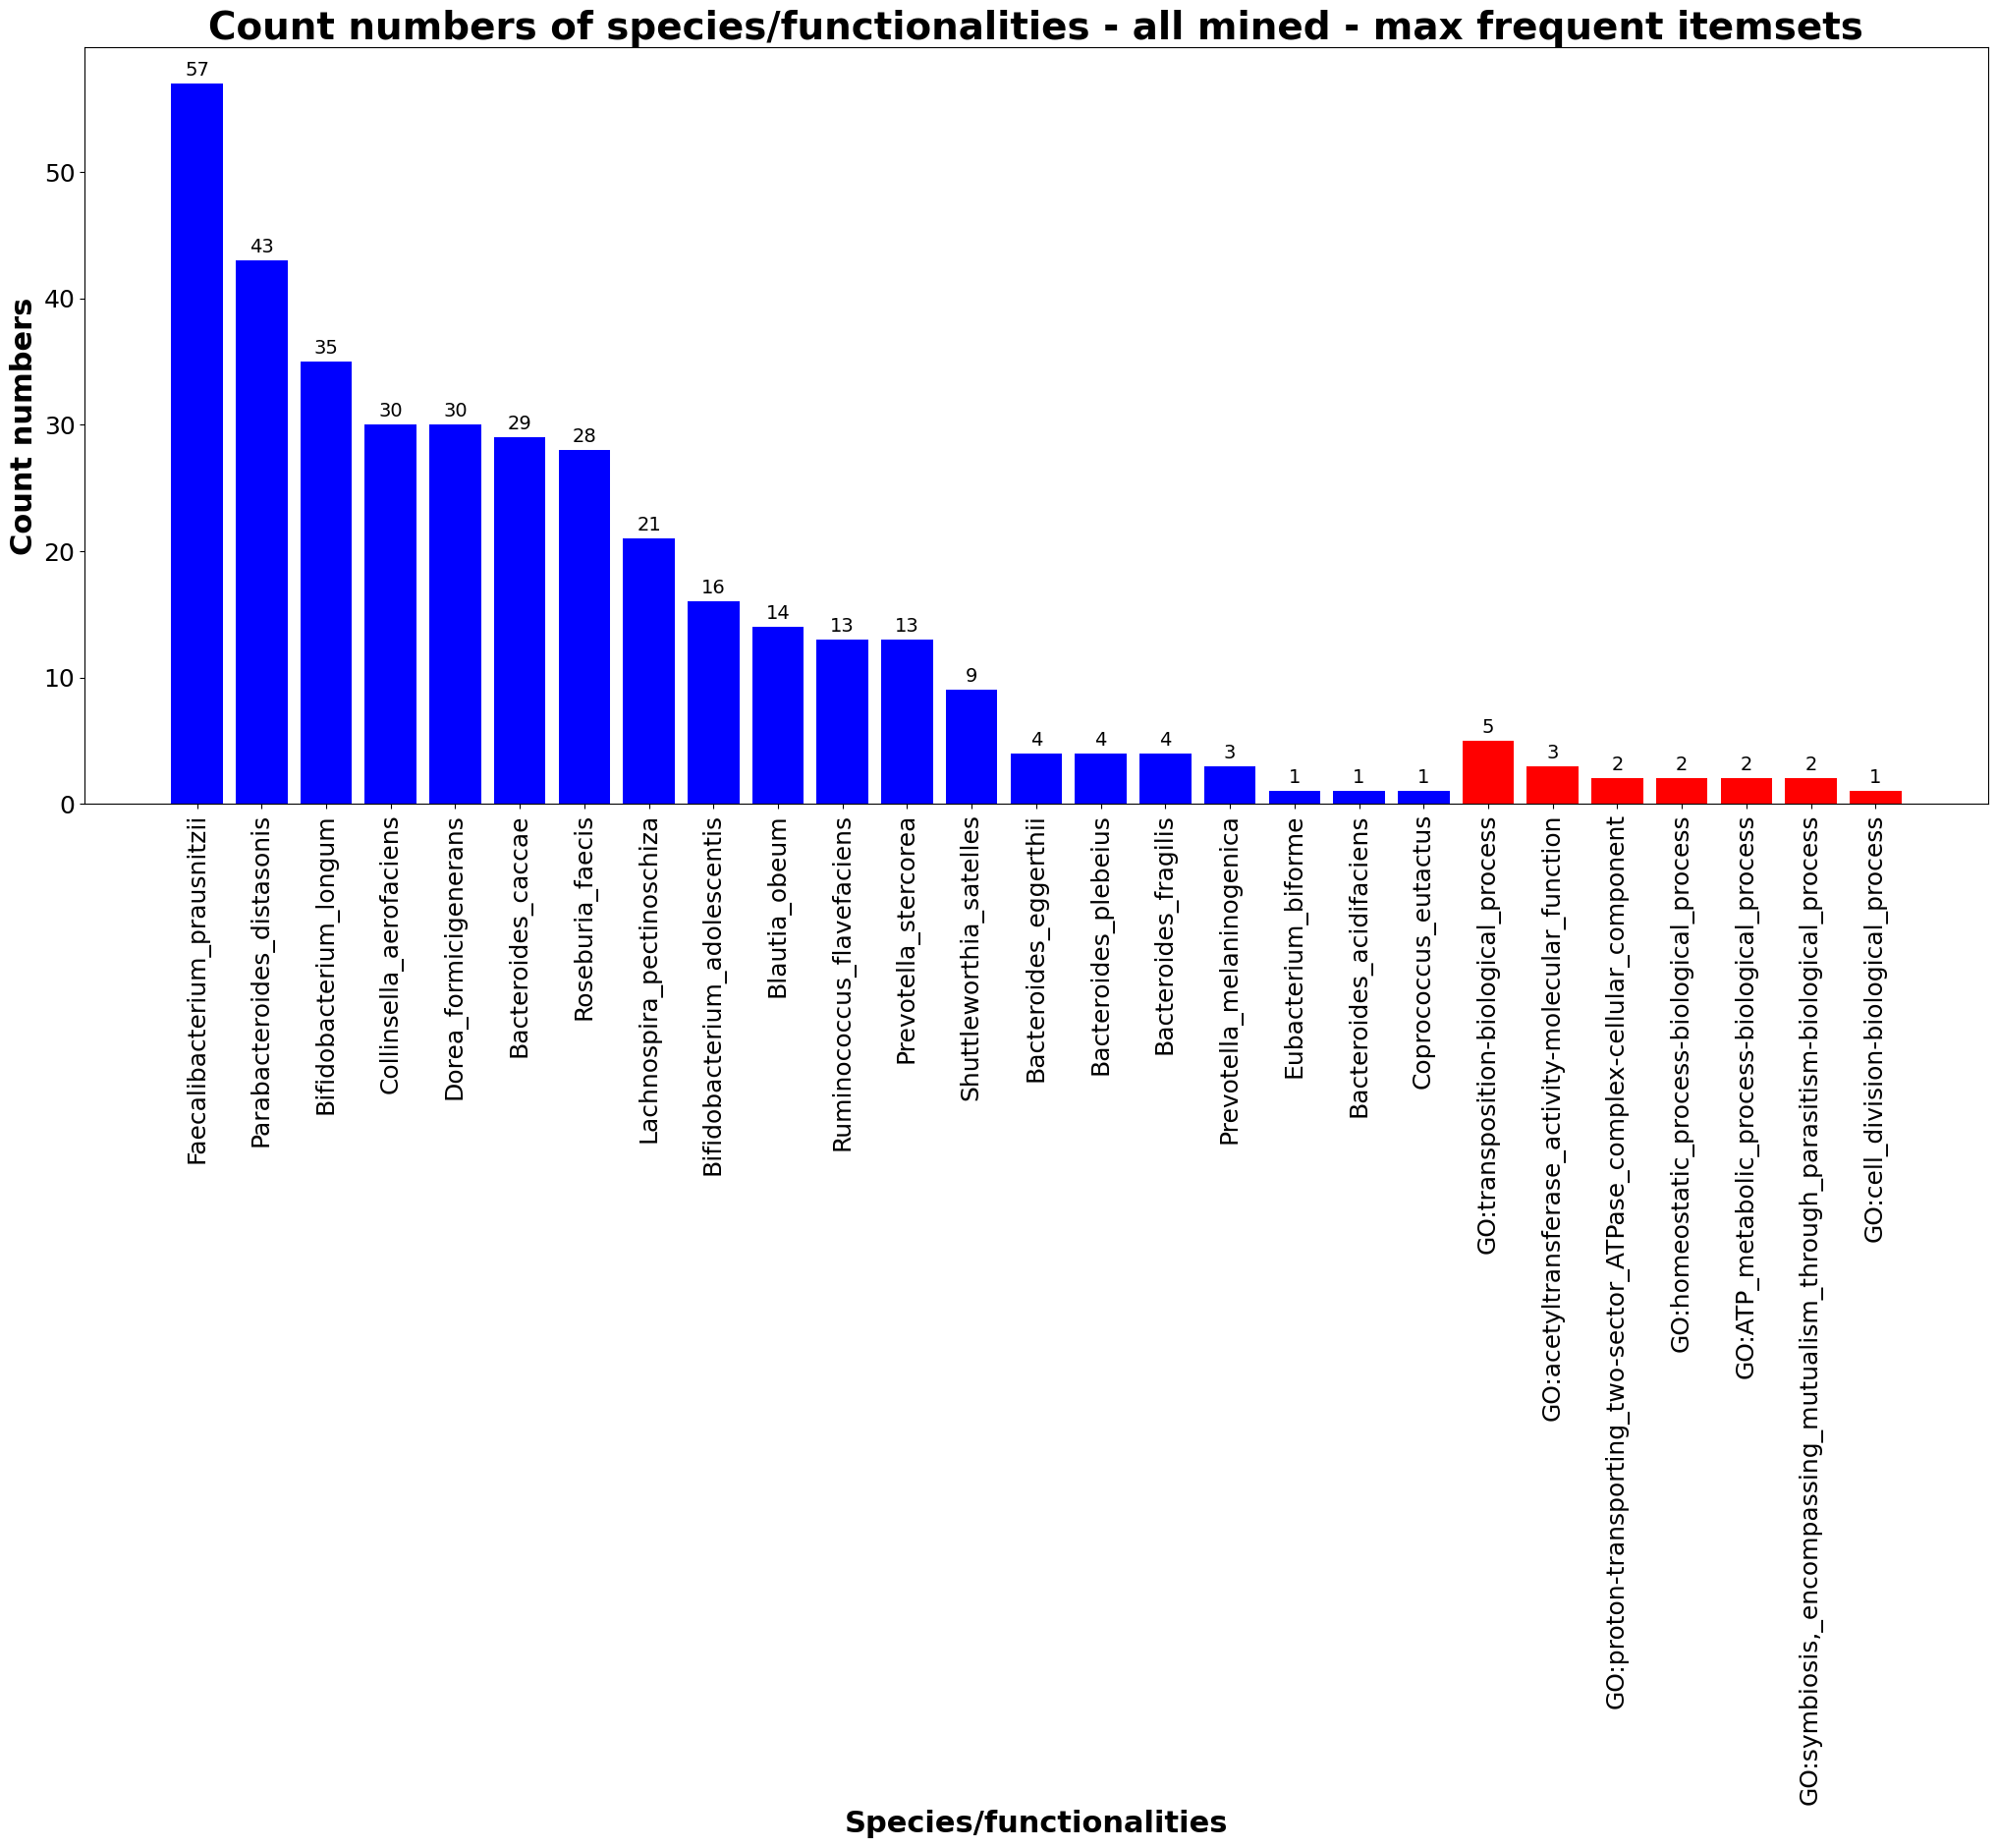 Count numbers of species/functionalities - all mined - max frequent itemsets
Count numbers
50
40
30
20
10
0
57
43
35
30
30
29
28
21
16
14
13
13
9
4
4
4
3
1
1
1
5
3
2
2
2
2
1
Faecalibacterium_prausnitzii
Parabacteroides_distasonis
Bifidobacterium_longum
Collinsella_aerofaciens
Dorea_formicigenerans
Bacteroides_caccae
Roseburia_faecis
Lachnospira_pectinoschiza
Bifidobacterium_adolescentis
Blautia_obeum
Ruminococcus_flavefaciens
Prevotella_stercorea
Shuttleworthia_satelles
Bacteroides_eggerthii
Bacteroides_plebeius
Bacteroides_fragilis
Prevotella_melaninogenica
Eubacterium_biforme
Bacteroides_acidifaciens
Coprococcus_eutactus
GO:transposition-biological_process
GO:acetyltransferase_activity-molecular_function
GO:proton-transporting_two-sector_ATPase_complex-cellular_component
GO:homeostatic_process-biological_process
GO:ATP_metabolic_process-biological_process
GO:symbiosis,_encompassing_mutualism_through_parasitism-biological_process
GO:cell_division-biological_process
Species/functionalities